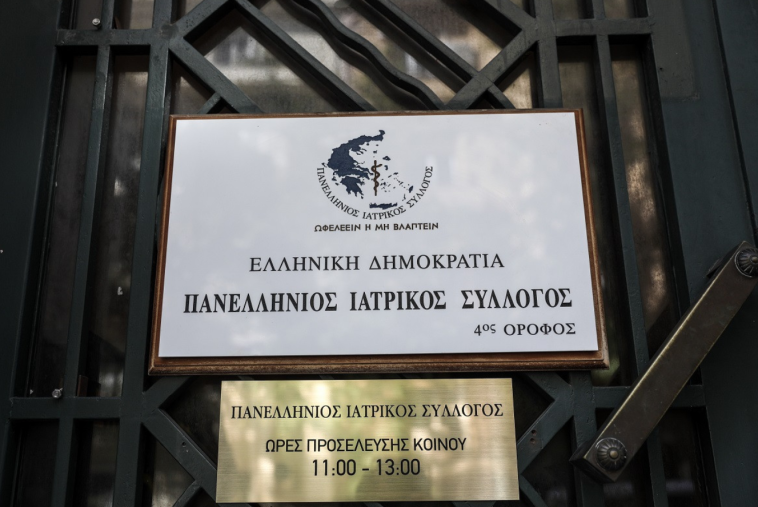 ΠΑΝΕΛΛΗΝΙΟΣ ΙΑΤΡΙΚΟΣ ΣΥΛΛΟΓΟΣ
ΩΦΕΛΕΕΙΝ Η ΜΗ ΒΛΑΠΤΕΙΝ
ΕΛΛΗΝΙΚΗ ΔΗΜΟΚΡΑΤΙΑ
ΠΑΝΕΛΛΗΝΙΟΣ ΙΑΤΡΙΚΟΣ ΣΥΛΛΟΓΟΣ
4ος ΟΡΟΦΟΣ
ΠΑΝΕΛΛΗΝΙΟΣ ΙΑΤΡΙΚΟΣ ΣΥΛΛΟΓΟΣ
ΩΡΕΣ ΠΡΟΣΕΛΕΥΣΗΣ ΚΟΙΝΟΥ
11:00 - 13:00